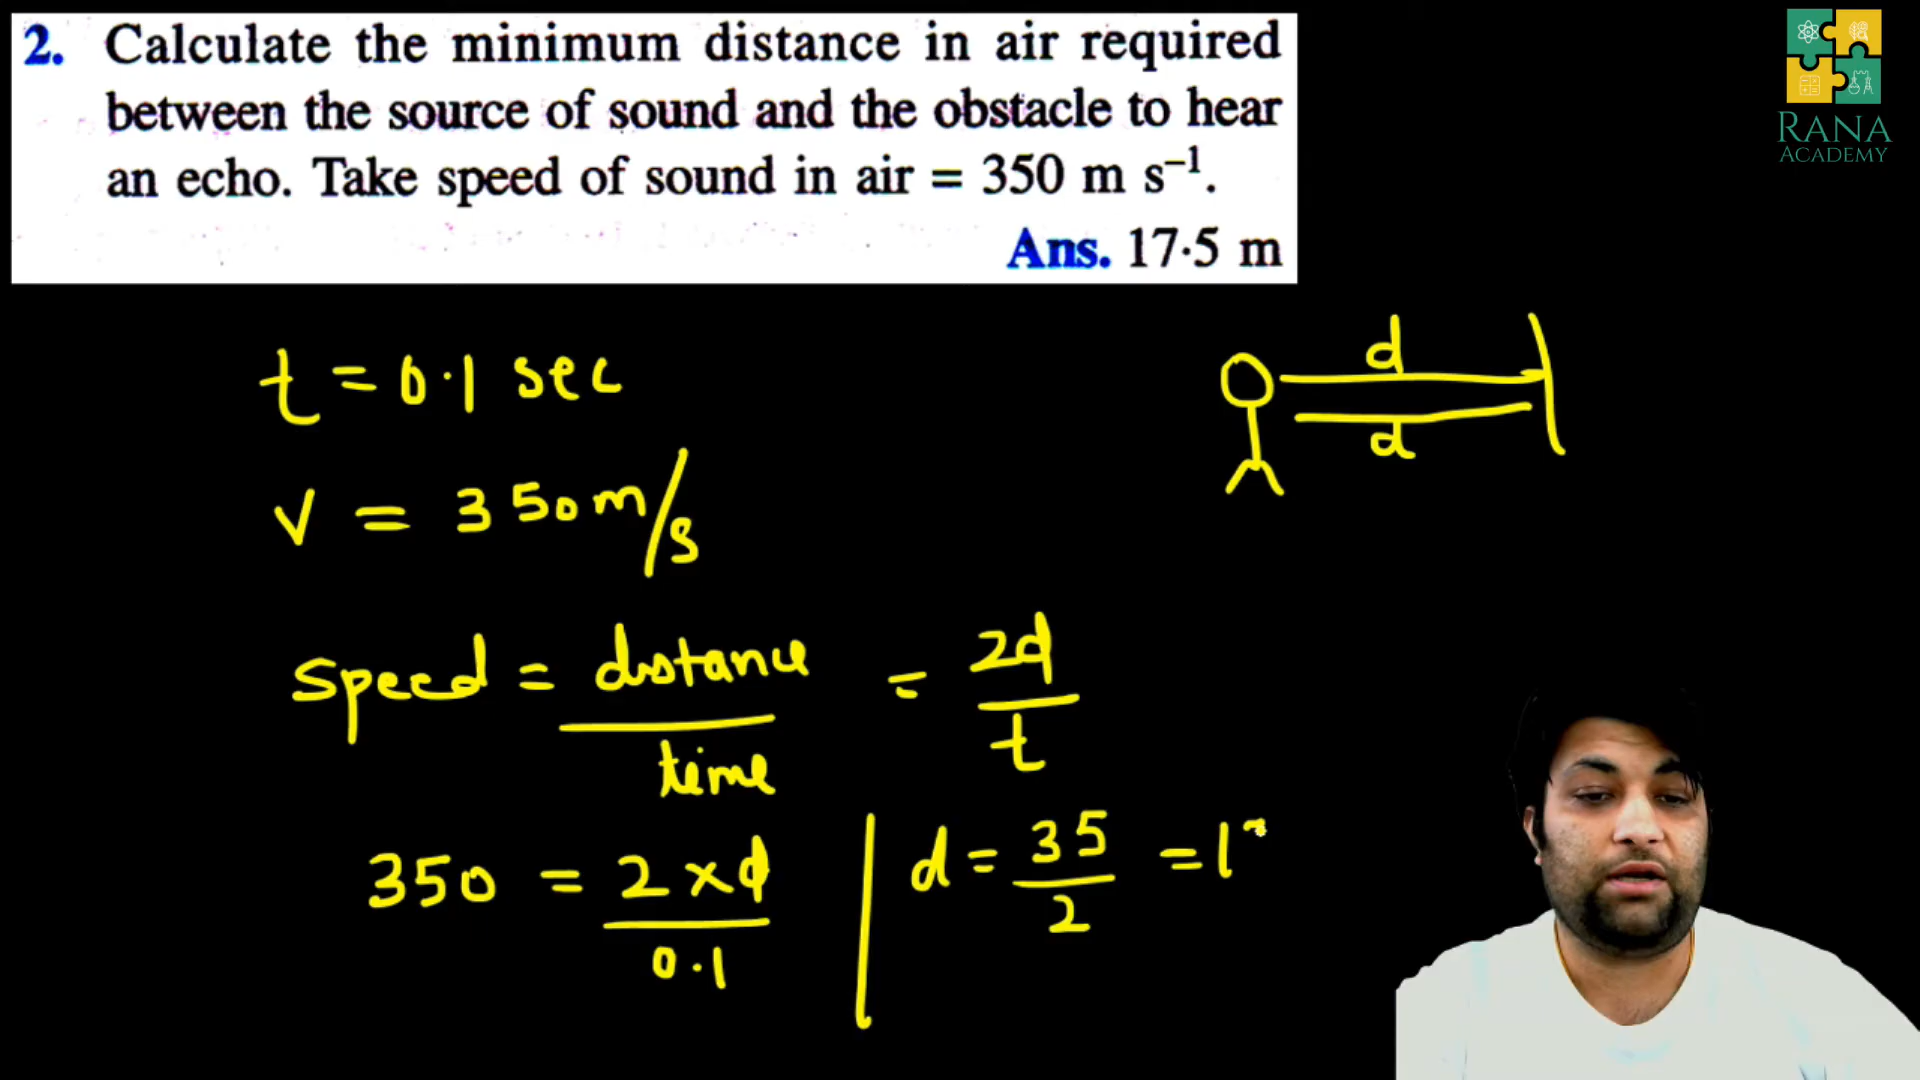 2. Calculate the minimum distance in air required
between the source of sound and the obstacle to hear
an echo. Take speed of sound in air = 350 m s⁻¹.
Ans. 17·5 m
RANA
ACADEMY
t = 0.1 sec
d
d
v = 350 m/s
speed = distance / time = 2d / t
350 = 2 × d / 0.1
d = 35 / 2 = 1